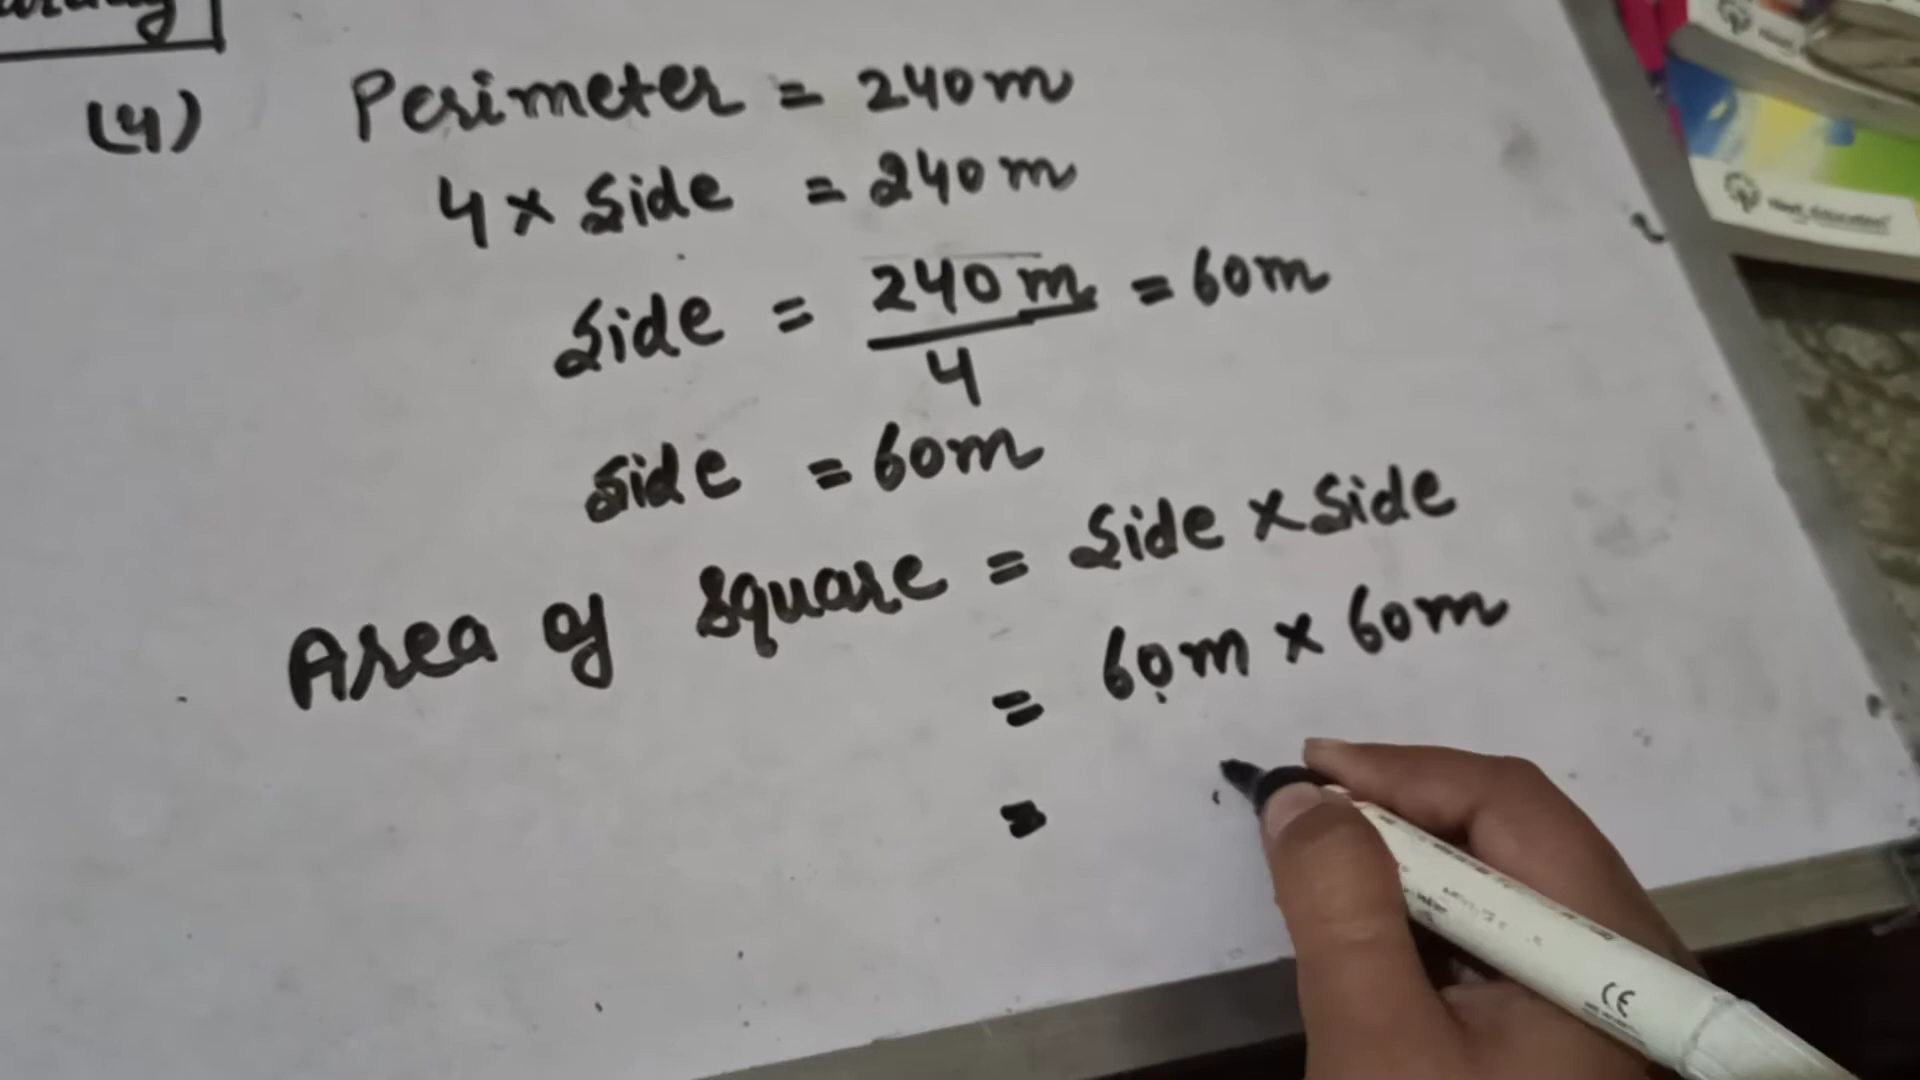 (4) Perimeter = 240m
4 × Side = 240m
Side = 240m/4 = 60m
Side = 60m
Area of square = Side × Side
= 60m × 60m
=
CE